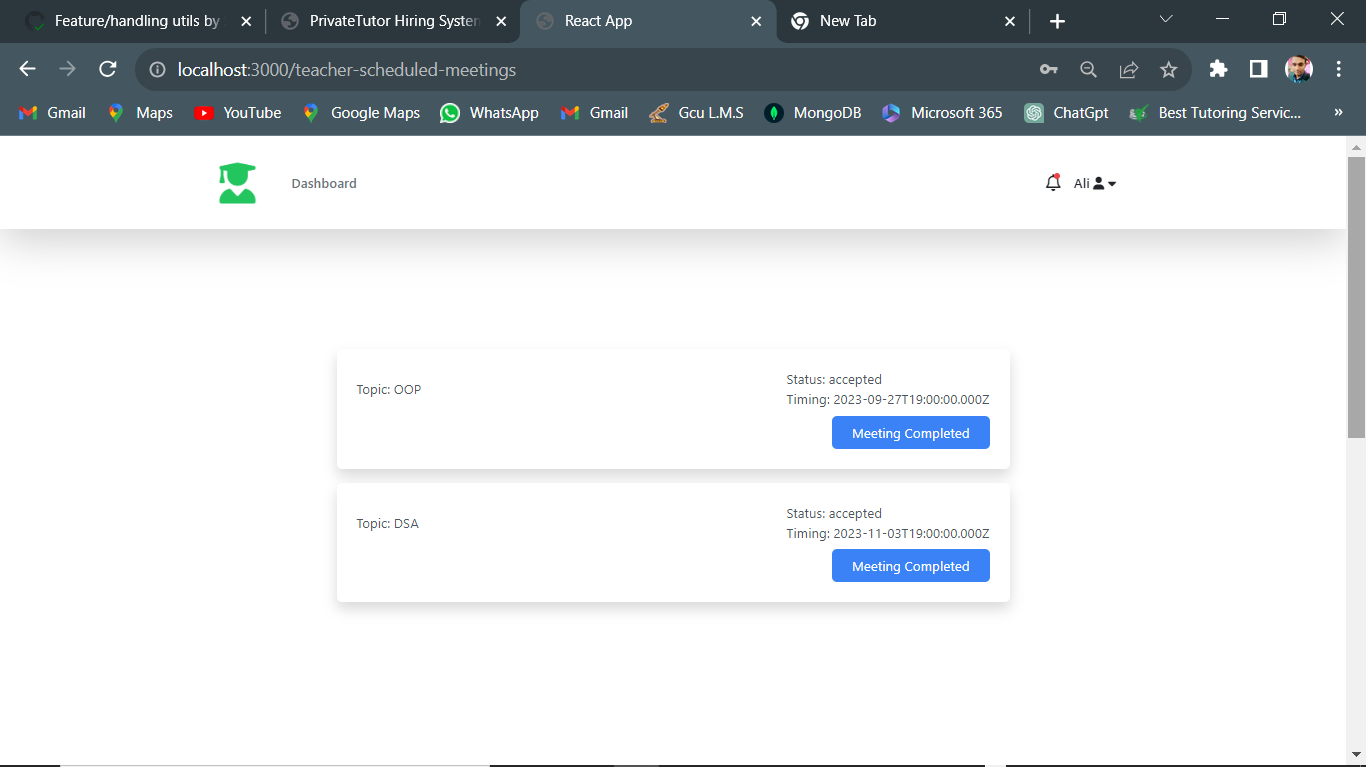 Feature/handling utils by
PrivateTutor Hiring System
React App
New Tab
localhost:3000/teacher-scheduled-meetings
Gmail
Maps
YouTube
Google Maps
WhatsApp
Gmail
Gcu L.M.S
MongoDB
Microsoft 365
ChatGpt
Best Tutoring Servic...
»
Dashboard
Ali
Topic: OOP
Status: accepted
Timing: 2023-09-27T19:00:00.000Z
Meeting Completed
Topic: DSA
Status: accepted
Timing: 2023-11-03T19:00:00.000Z
Meeting Completed